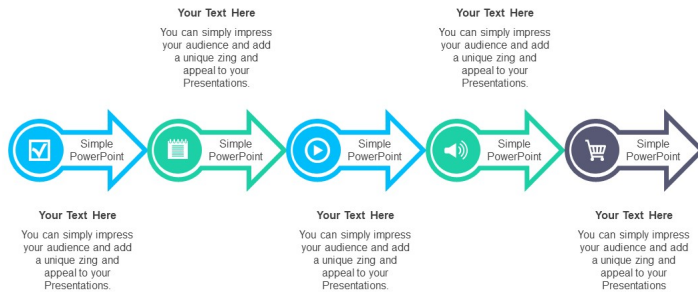 Your Text Here
You can simply impress
your audience and add
a unique zing and
appeal to your
Presentations.
Your Text Here
You can simply impress
your audience and add
a unique zing and
appeal to your
Presentations.
Simple
PowerPoint
Simple
PowerPoint
Simple
PowerPoint
Simple
PowerPoint
Simple
PowerPoint
Your Text Here
You can simply impress
your audience and add
a unique zing and
appeal to your
Presentations.
Your Text Here
You can simply impress
your audience and add
a unique zing and
appeal to your
Presentations.
Your Text Here
You can simply impress
your audience and add
a unique zing and
appeal to your
Presentations